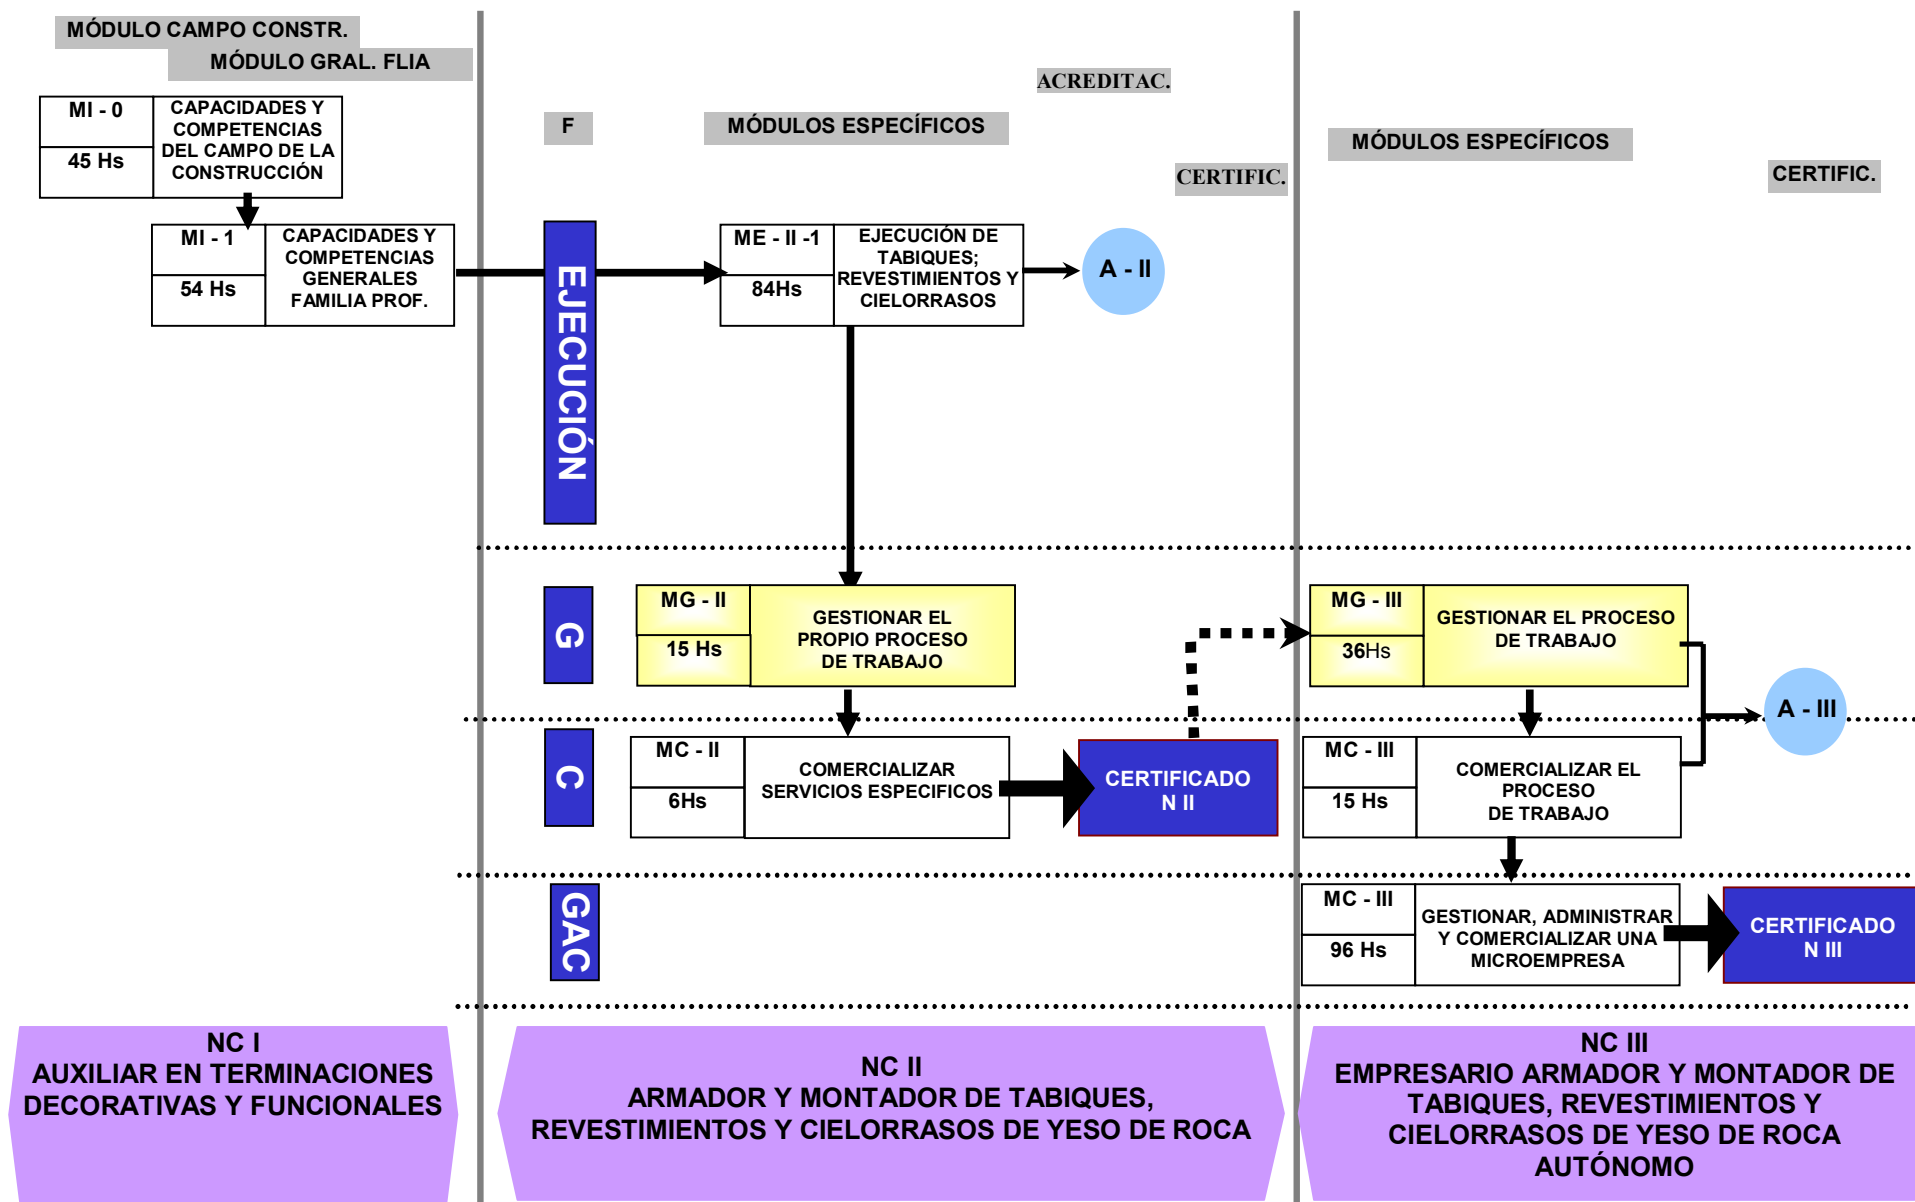 MÓDULO CAMPO CONSTR.
MÓDULO GRAL. FLIA
MI - 0
45 Hs
CAPACIDADES Y
COMPETENCIAS
DEL CAMPO DE LA
CONSTRUCCIÓN
MI - 1
54 Hs
CAPACIDADES Y
COMPETENCIAS
GENERALES
FAMILIA PROF.
F
MÓDULOS ESPECÍFICOS
ACREDITAC.
CERTIFIC.
MÓDULOS ESPECÍFICOS
CERTIFIC.
EJECUCIÓN
ME - II -1
84Hs
EJECUCIÓN DE
TABIQUES;
REVESTIMIENTOS Y
CIELORRASOS
A - II
G
MG - II
15 Hs
GESTIONAR EL
PROPIO PROCESO
DE TRABAJO
MG - III
36Hs
GESTIONAR EL PROCESO
DE TRABAJO
A - III
C
MC - II
6Hs
COMERCIALIZAR
SERVICIOS ESPECIFICOS
CERTIFICADO
N II
MC - III
15 Hs
COMERCIALIZAR EL
PROCESO
DE TRABAJO
GAC
MC - III
96 Hs
GESTIONAR, ADMINISTRAR
Y COMERCIALIZAR UNA
MICROEMPRESA
CERTIFICADO
N III
NC I
AUXILIAR EN TERMINACIONES
DECORATIVAS Y FUNCIONALES
NC II
ARMADOR Y MONTADOR DE TABIQUES,
REVESTIMIENTOS Y CIELORRASOS DE YESO DE ROCA
NC III
EMPRESARIO ARMADOR Y MONTADOR DE
TABIQUES, REVESTIMIENTOS Y
CIELORRASOS DE YESO DE ROCA
AUTÓNOMO